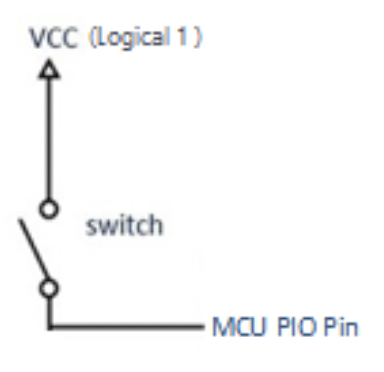 VCC (Logical 1 )
switch
MCU PIO Pin